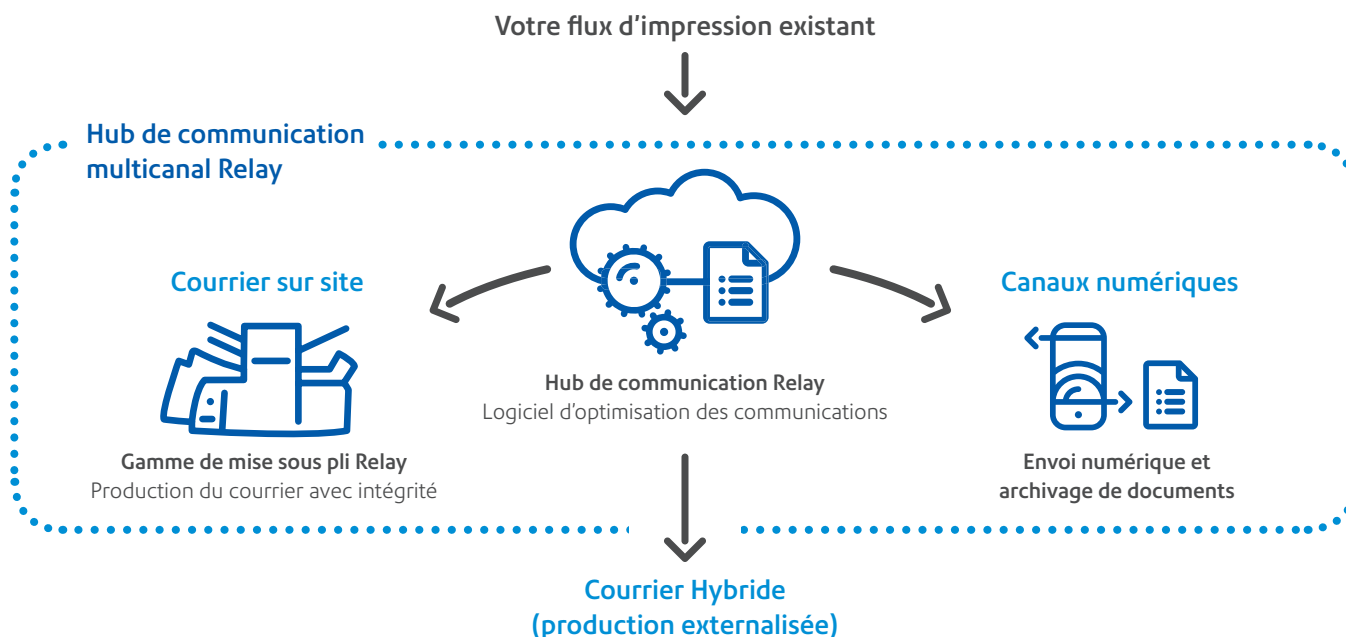 Votre flux d’impression existant
Hub de communication
multicanal Relay
Courrier sur site
Canaux numériques
Hub de communication Relay
Logiciel d’optimisation des communications
Gamme de mise sous pli Relay
Production du courrier avec intégrité
Envoi numérique et
archivage de documents
Courrier Hybride
(production externalisée)